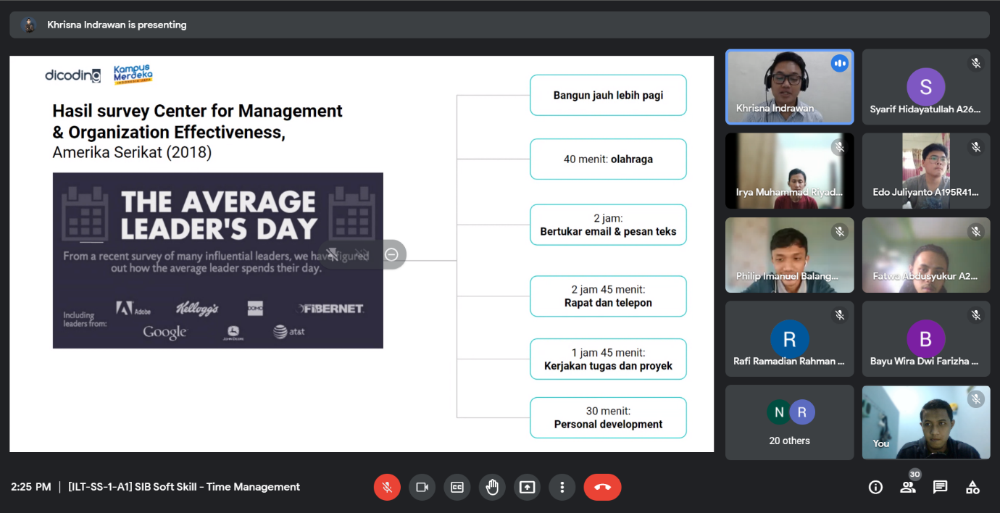 Khrisna Indrawan is presenting
dicoding
Kampus
Merdeka
INDONESIA JAYA
Hasil survey Center for Management
& Organization Effectiveness,
Amerika Serikat (2018)
THE AVERAGE
LEADER'S DAY
From a recent survey of many influential leaders, we have figured
out how the average leader spends their day.
Including
leaders from:
Adobe
Kellogg's
DOMO
FIBERNET
Google
JOHN DEERE
at&t
Bangun jauh lebih pagi
40 menit: olahraga
2 jam:
Bertukar email & pesan teks
2 jam 45 menit:
Rapat dan telepon
1 jam 45 menit:
Kerjakan tugas dan proyek
30 menit:
Personal development
Khrisna Indrawan
S
Syarif Hidayatullah A26...
Irya Muhammad Riyad...
Edo Juliyanto A195R41...
Philip Imanuel Balang...
Fatwa Abdusyukur A2...
R
Rafi Ramadian Rahman ...
B
Bayu Wira Dwi Farizha ...
N R
20 others
You
2:25 PM | [ILT-SS-1-A1] SIB Soft Skill - Time Management
CC
30